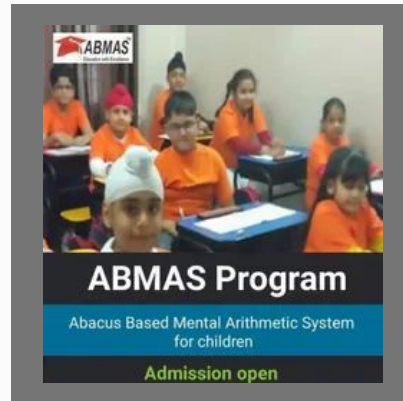 ABMAS
Education with Excellence
ABMAS Program
Abacus Based Mental Arithmetic System
for children
Admission open